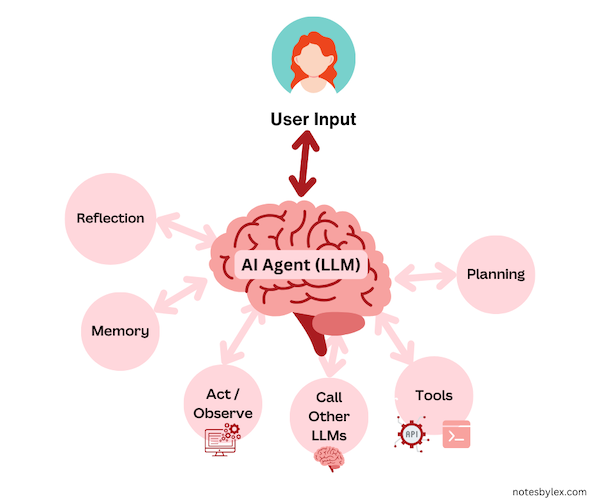 User Input
AI Agent (LLM)
Reflection
Planning
Memory
Act /
Observe
Call
Other
LLMs
Tools
API
notesbylex.com